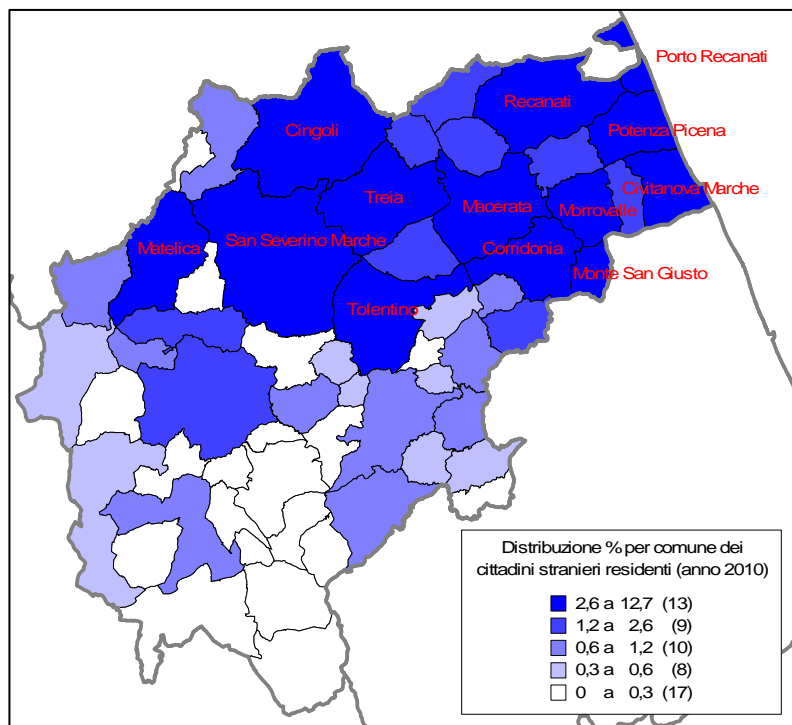 Porto Recanati
Recanati
Cingoli
Potenza Picena
Treia
Civitanova Marche
Macerata
Morrovalle
San Severino Marche
Matelica
Corridonia
Monte San Giusto
Tolentino
Distribuzione % per comune dei
cittadini stranieri residenti (anno 2010)
2,6 a 12,7 (13)
1,2 a 2,6 (9)
0,6 a 1,2 (10)
0,3 a 0,6 (8)
0 a 0,3 (17)